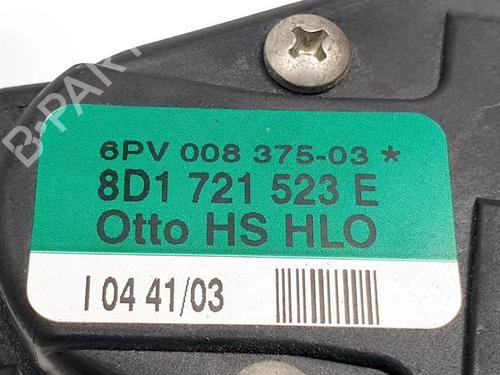 6PV 008 375-03 *
8D1 721 523 E
Otto HS HLO
I 04 41/03
B-PARTS